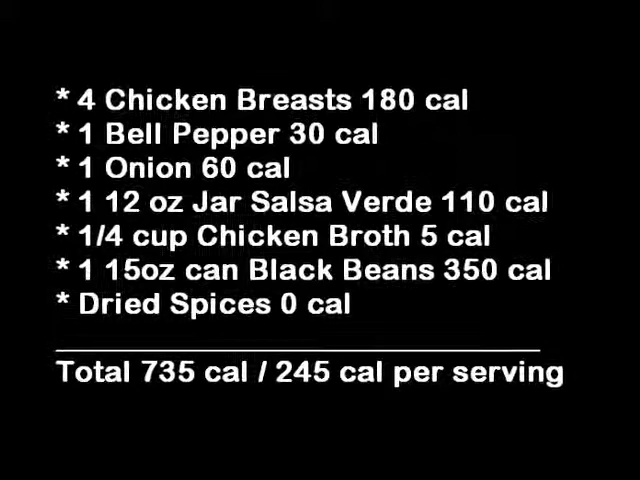 * 4 Chicken Breasts 180 cal
* 1 Bell Pepper 30 cal
* 1 Onion 60 cal
* 1 12 oz Jar Salsa Verde 110 cal
* 1/4 cup Chicken Broth 5 cal
* 1 15oz can Black Beans 350 cal
* Dried Spices 0 cal
Total 735 cal / 245 cal per serving